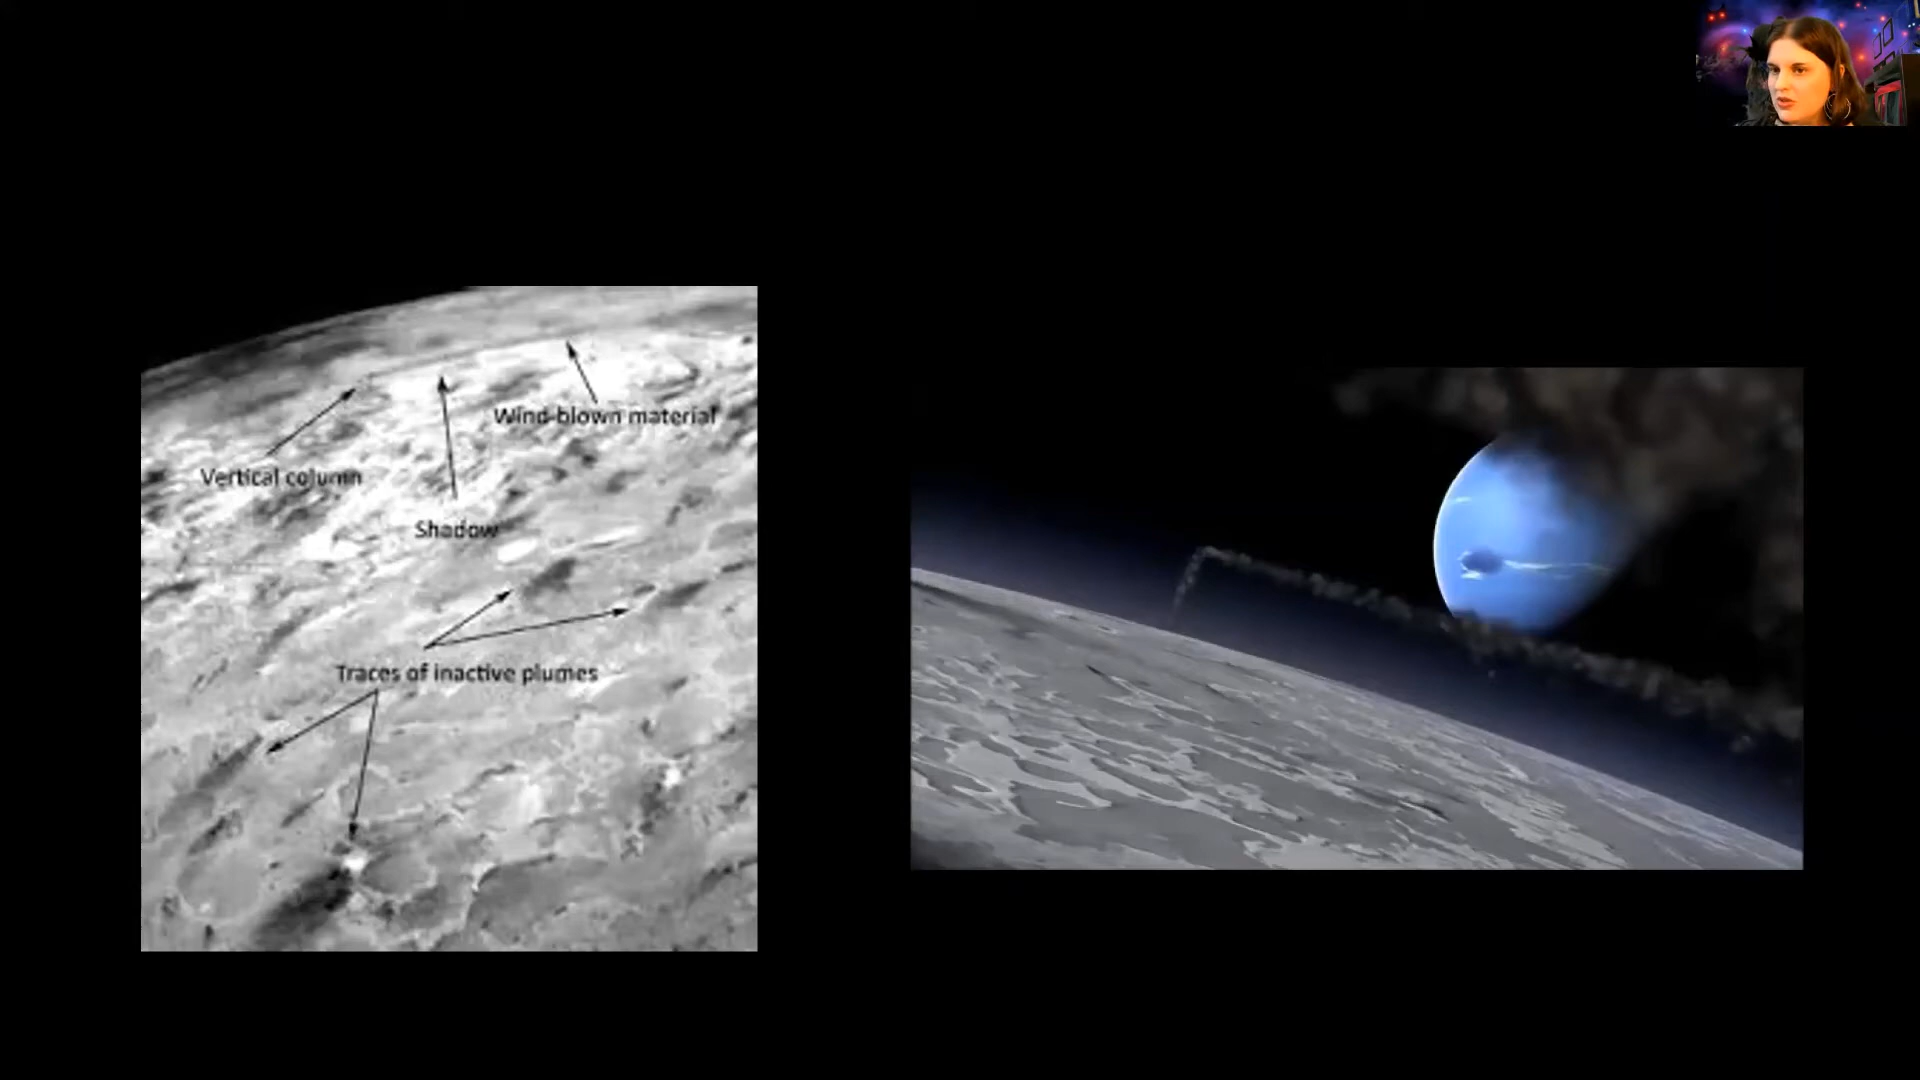 Wind-blown material
Vertical column
Shadow
Traces of inactive plumes